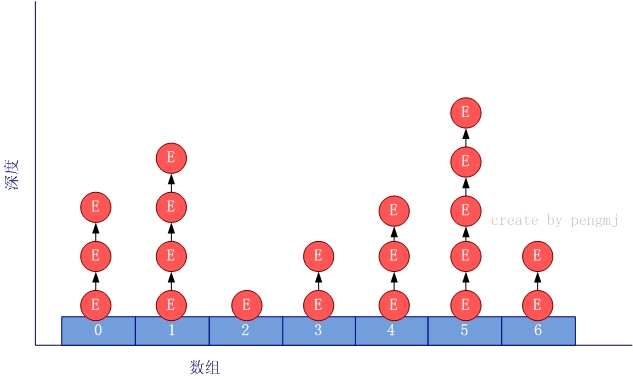 深度
E
E E
E E E
E E E E E E create by pengmj
E E E E E E E
0 1 2 3 4 5 6
数组